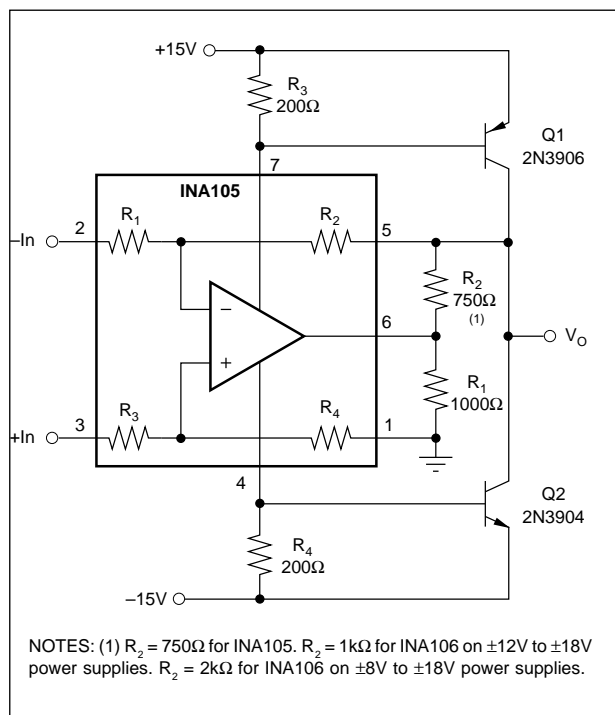 +15V
R3
200Ω
Q1
2N3906
7
INA105
–In
2
R1
R2
5
R2
750Ω
(1)
–
6
VO
+
R1
1000Ω
+In
3
R3
R4
1
4
Q2
2N3904
R4
200Ω
–15V
NOTES: (1) R2 = 750Ω for INA105. R2 = 1kΩ for INA106 on ±12V to ±18V
power supplies. R2 = 2kΩ for INA106 on ±8V to ±18V power supplies.